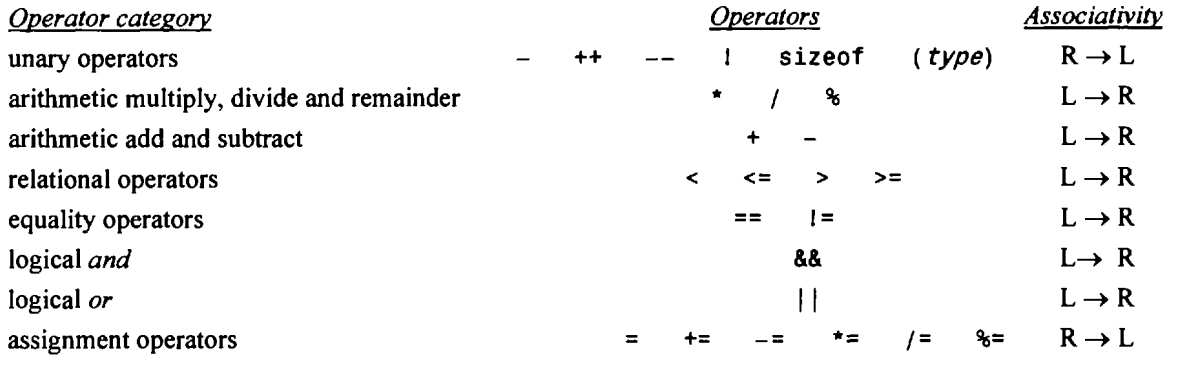 Operator category Operators Associativity
unary operators - ++ -- ! sizeof (type) R → L
arithmetic multiply, divide and remainder * / % L → R
arithmetic add and subtract + - L → R
relational operators < <= > >= L → R
equality operators == != L → R
logical and && L→ R
logical or || L → R
assignment operators = += -= *= /= %= R → L